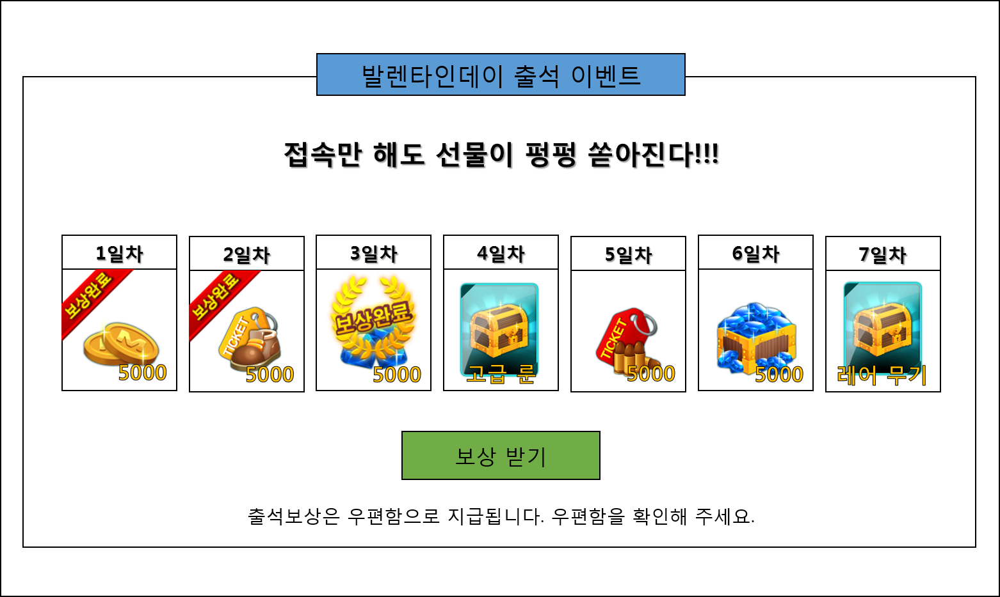 발렌타인데이 출석 이벤트
접속만 해도 선물이 펑펑 쏟아진다!!!
1일차 2일차 3일차 4일차 5일차 6일차 7일차
보상완료 보상완료 보상완료
M TICKET TICKET
5000 5000 5000 고급 룬 5000 5000 레어 무기
보상 받기
출석보상은 우편함으로 지급됩니다. 우편함을 확인해 주세요.